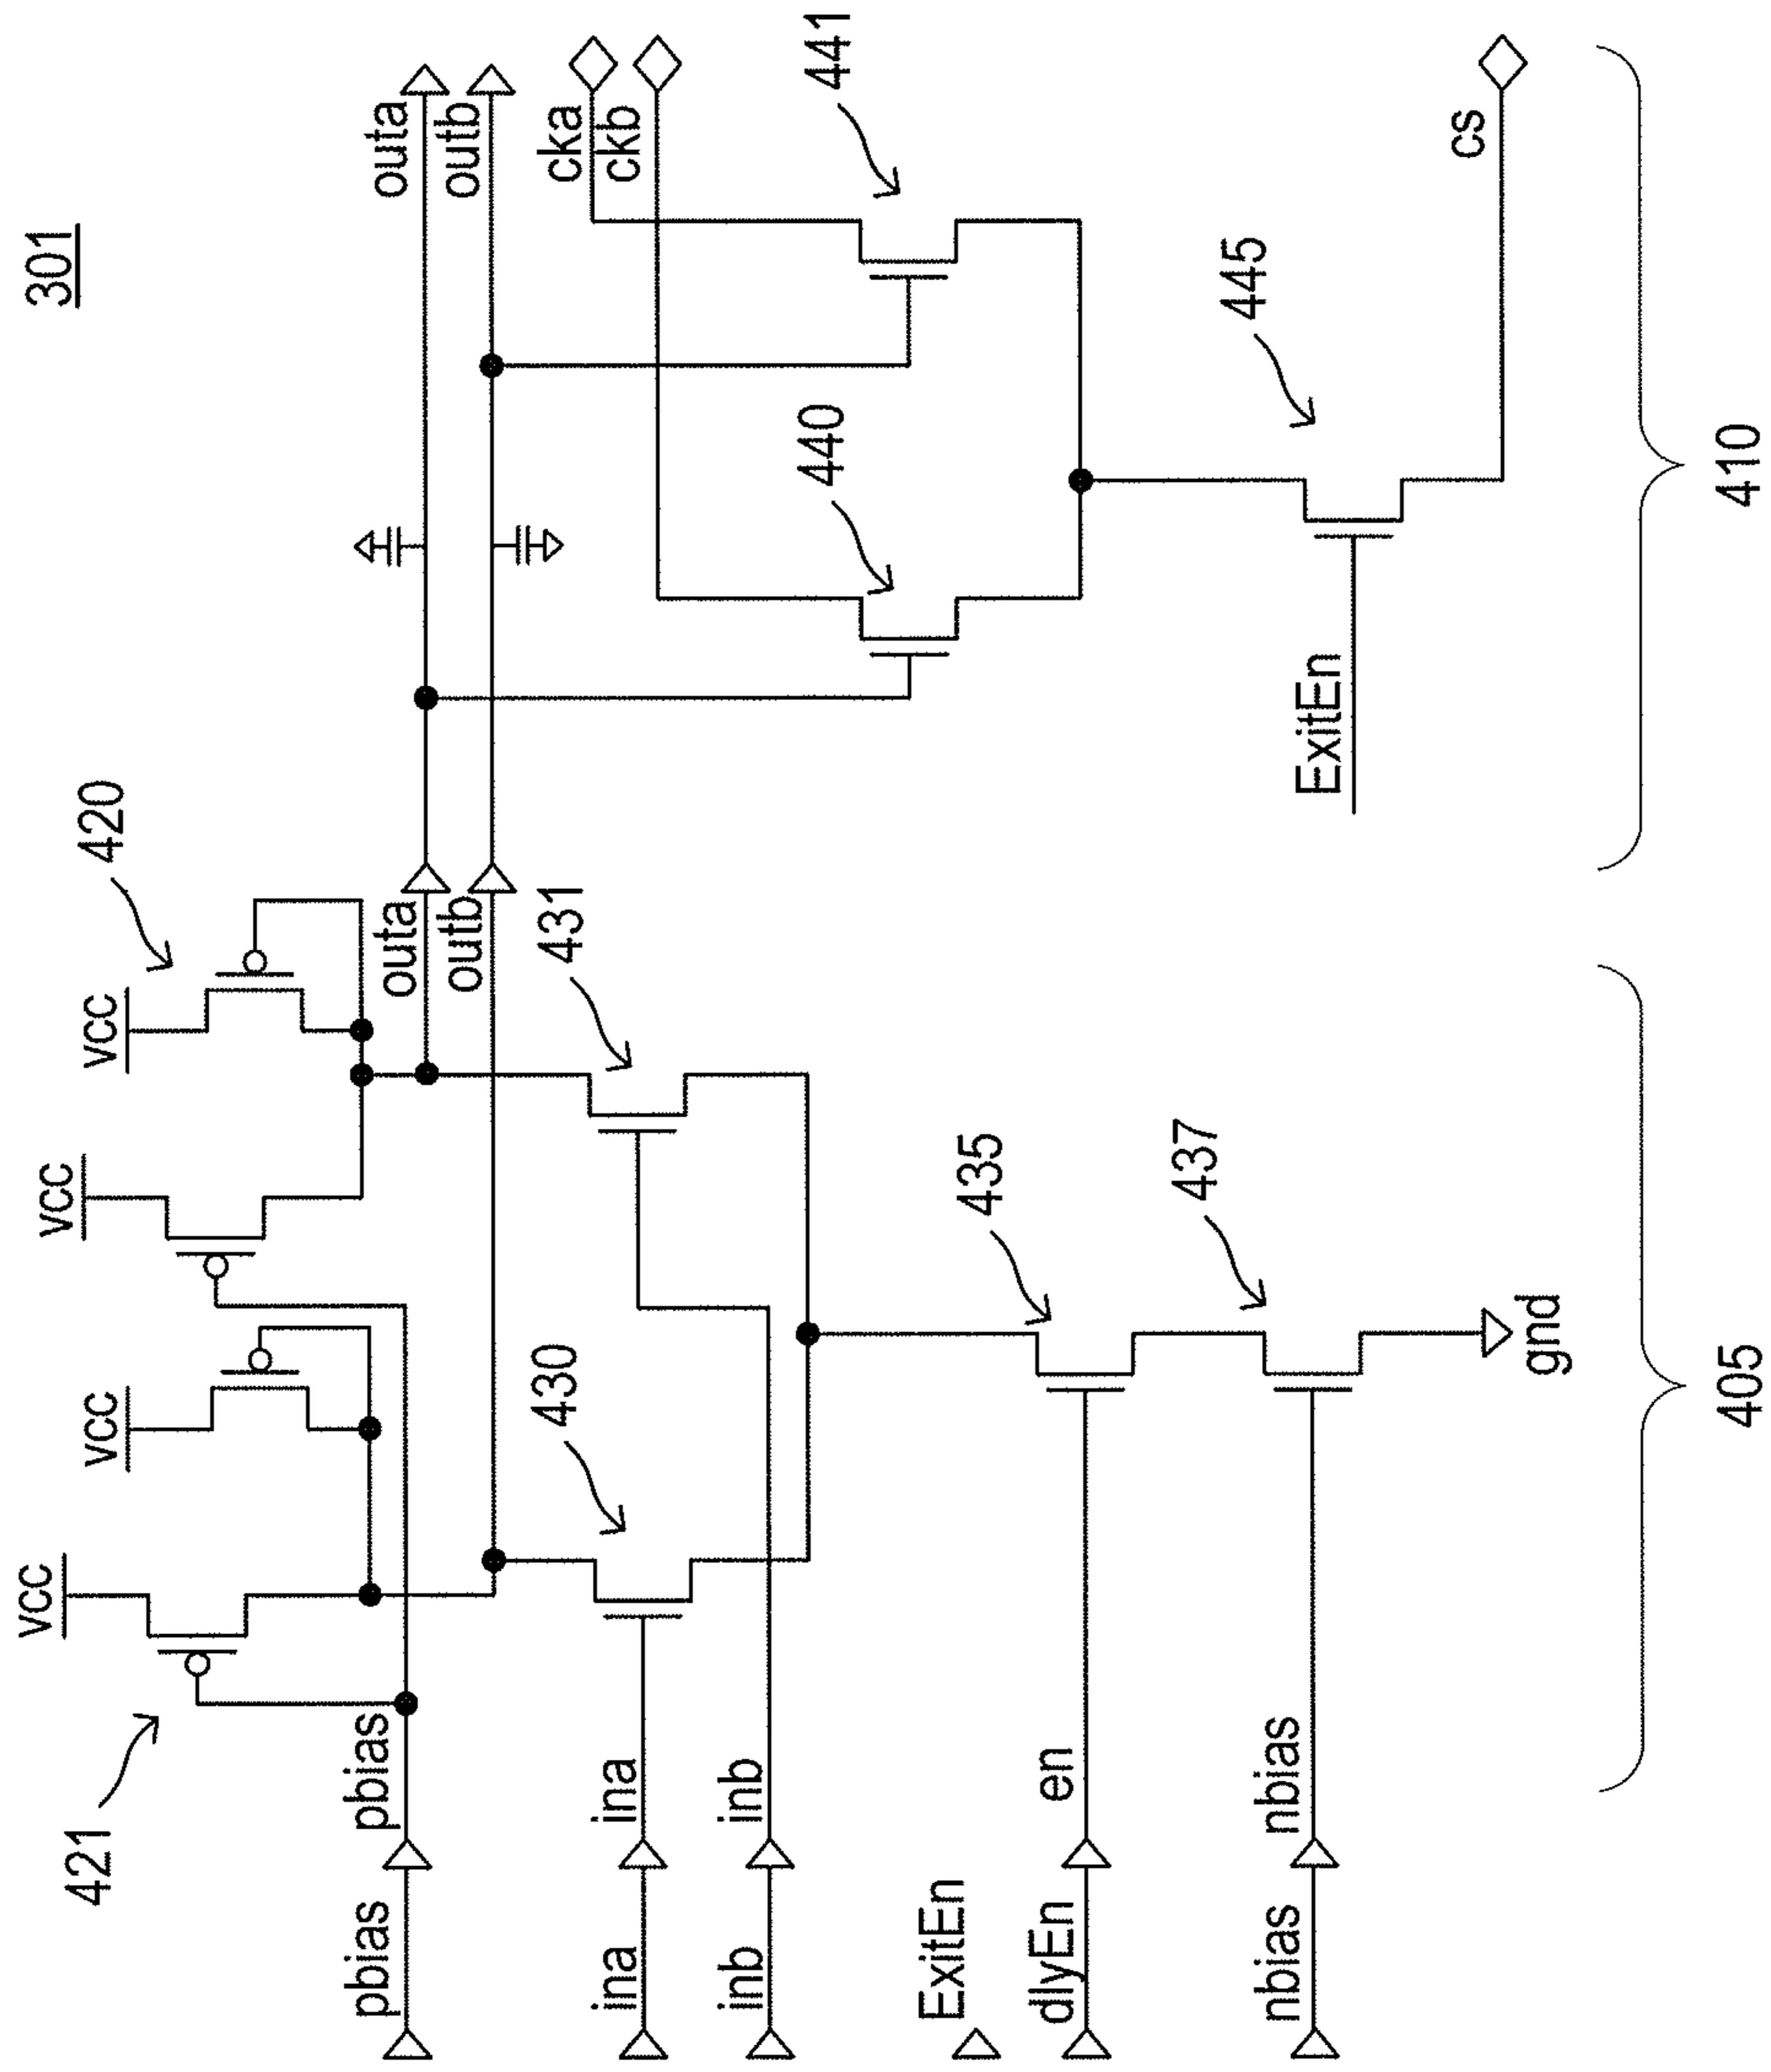 301
421
vcc
vcc
vcc
vcc
420
pbias
pbias
outa
outb
outa
outb
cka
ckb
ina
ina
430
431
440
441
inb
inb
ExitEn
dlyEn
en
435
ExitEn
445
nbias
nbias
437
gnd
cs
405
410